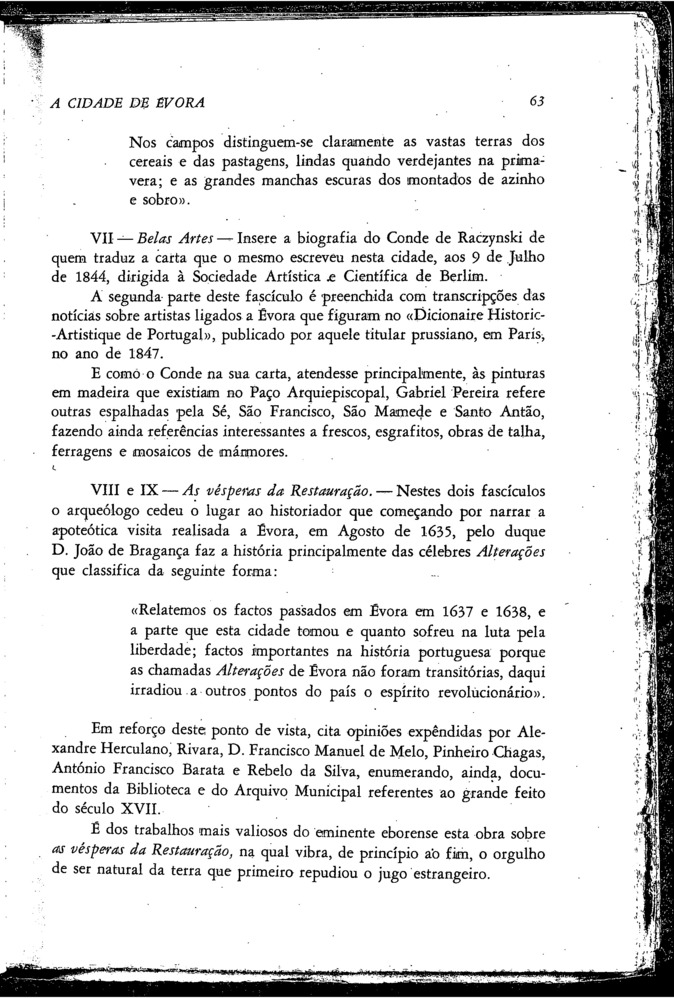 A CIDADE DE ÉVORA 63
Nos campos distinguem-se claramente as vastas terras dos
cereais e das pastagens, lindas quando verdejantes na prima-
vera; e as grandes manchas escuras dos montados de azinho
e sobro».
VII — Belas Artes — Insere a biografia do Conde de Raczynski de
quem traduz a carta que o mesmo escreveu nesta cidade, aos 9 de Julho
de 1844, dirigida à Sociedade Artística e Científica de Berlim.
A segunda parte deste fascículo é preenchida com transcripções das
notícias sobre artistas ligados a Évora que figuram no «Dicionaire Historic-
-Artistique de Portugal», publicado por aquele titular prussiano, em Paris,
no ano de 1847.
E como o Conde na sua carta, atendesse principalmente, às pinturas
em madeira que existiam no Paço Arquiepiscopal, Gabriel Pereira refere
outras espalhadas pela Sé, São Francisco, São Mamede e Santo Antão,
fazendo ainda referências interessantes a frescos, esgrafitos, obras de talha,
ferragens e mosaicos de mármores.
VIII e IX — As vésperas da Restauração. — Nestes dois fascículos
o arqueólogo cedeu o lugar ao historiador que começando por narrar a
apoteótica visita realisada a Évora, em Agosto de 1635, pelo duque
D. João de Bragança faz a história principalmente das célebres Alterações
que classifica da seguinte forma:
«Relatemos os factos passados em Évora em 1637 e 1638, e
a parte que esta cidade tomou e quanto sofreu na luta pela
liberdade; factos importantes na história portuguesa porque
as chamadas Alterações de Évora não foram transitórias, daqui
irradiou a outros pontos do país o espírito revolucionário».
Em reforço deste ponto de vista, cita opiniões expêndidas por Ale-
xandre Herculano, Rivara, D. Francisco Manuel de Melo, Pinheiro Chagas,
António Francisco Barata e Rebelo da Silva, enumerando, ainda, docu-
mentos da Biblioteca e do Arquivo Municipal referentes ao grande feito
do século XVII.
É dos trabalhos mais valiosos do eminente eborense esta obra sobre
as vésperas da Restauração, na qual vibra, de princípio ao fim, o orgulho
de ser natural da terra que primeiro repudiou o jugo estrangeiro.